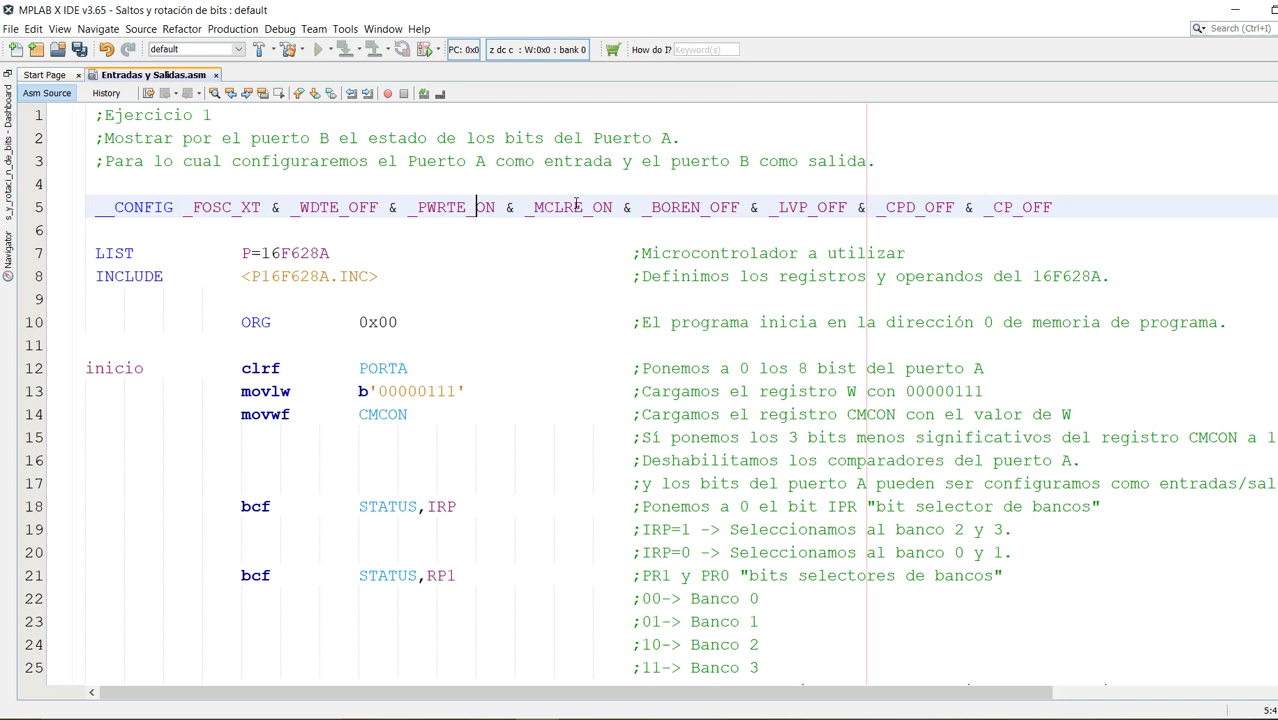 MPLAB X IDE v3.65 - Saltos y rotación de bits : default
File Edit View Navigate Source Refactor Production Debug Team Tools Window Help
Search (Ctrl+I)
default
PC: 0x0
z dc c : W:0x0 : bank 0
How do I?
Keyword(s)
Start Page
Entradas y Salidas.asm
Asm Source
History
s_y_rotaci_n_de_bits - Dashboard
Navigator
1 ;Ejercicio 1
2 ;Mostrar por el puerto B el estado de los bits del Puerto A.
3 ;Para lo cual configuraremos el Puerto A como entrada y el puerto B como salida.
4
5 __CONFIG _FOSC_XT & _WDTE_OFF & _PWRTE_ON & _MCLRE_ON & _BOREN_OFF & _LVP_OFF & _CPD_OFF & _CP_OFF
6
7 LIST P=16F628A ;Microcontrolador a utilizar
8 INCLUDE <P16F628A.INC> ;Definimos los registros y operandos del 16F628A.
9
10 ORG 0x00 ;El programa inicia en la dirección 0 de memoria de programa.
11
12 inicio clrf PORTA ;Ponemos a 0 los 8 bist del puerto A
13 movlw b'00000111' ;Cargamos el registro W con 00000111
14 movwf CMCON ;Cargamos el registro CMCON con el valor de W
15 ;Sí ponemos los 3 bits menos significativos del registro CMCON a 1
16 ;Deshabilitamos los comparadores del puerto A.
17 ;y los bits del puerto A pueden ser configuramos como entradas/sal
18 bcf STATUS,IRP ;Ponemos a 0 el bit IPR "bit selector de bancos"
19 ;IRP=1 -> Seleccionamos al banco 2 y 3.
20 ;IRP=0 -> Seleccionamos al banco 0 y 1.
21 bcf STATUS,RP1 ;PR1 y PR0 "bits selectores de bancos"
22 ;00-> Banco 0
23 ;01-> Banco 1
24 ;10-> Banco 2
25 ;11-> Banco 3
5:4